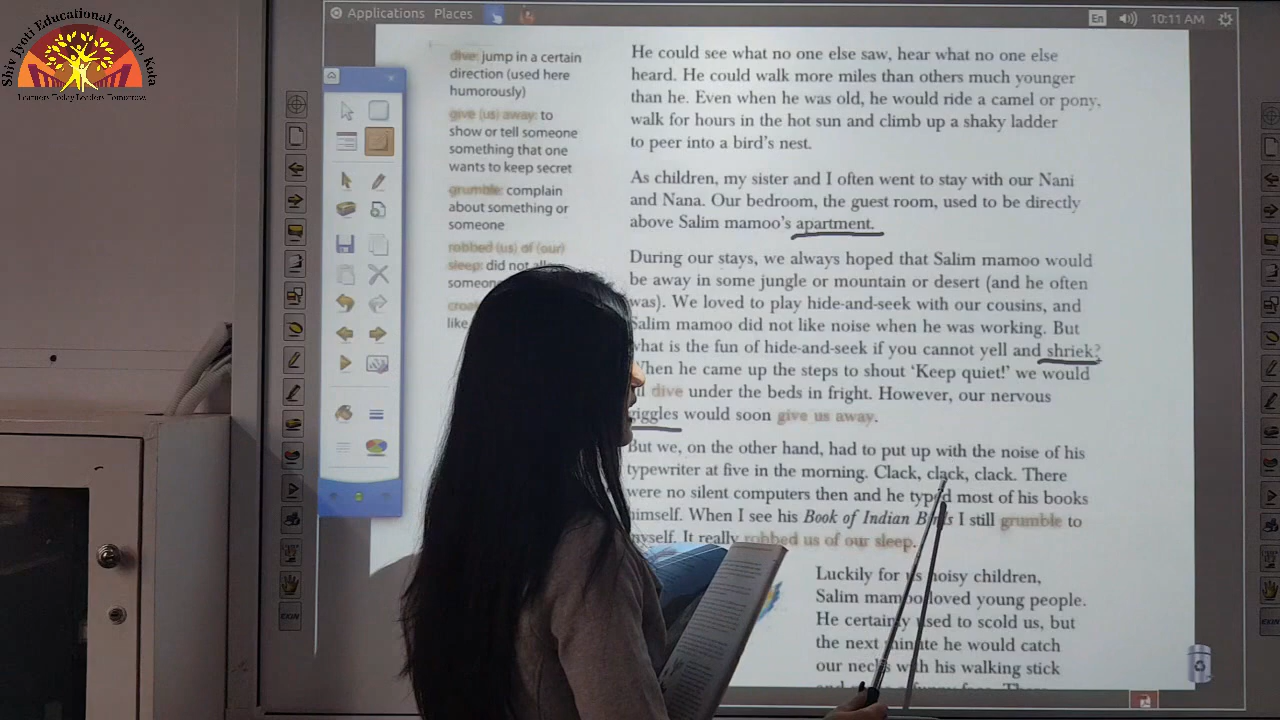 Shiv Jyoti Educational Group, Kota
Learners Today Leaders Tomorrow
Applications Places
En 10:11 AM
dive: jump in a certain
direction (used here
humorously)
give (us) away: to
show or tell someone
something that one
wants to keep secret
grumble: complain
about something or
someone
robbed (us) of (our)
sleep: did not
like
He could see what no one else saw, hear what no one else
heard. He could walk more miles than others much younger
than he. Even when he was old, he would ride a camel or pony,
walk for hours in the hot sun and climb up a shaky ladder
to peer into a bird's nest.
As children, my sister and I often went to stay with our Nani
and Nana. Our bedroom, the guest room, used to be directly
above Salim mamoo's apartment.
During our stays, we always hoped that Salim mamoo would
be away in some jungle or mountain or desert (and he often
was). We loved to play hide-and-seek with our cousins, and
Salim mamoo did not like noise when he was working. But
what is the fun of hide-and-seek if you cannot yell and shriek?
When he came up the steps to shout 'Keep quiet!' we would
dive under the beds in fright. However, our nervous
giggles would soon give us away.
But we, on the other hand, had to put up with the noise of his
typewriter at five in the morning. Clack, clack, clack. There
were no silent computers then and he typed most of his books
himself. When I see his Book of Indian Birds I still grumble to
myself. It really robbed us of our sleep.
Luckily for us noisy children,
Salim mamoo loved young people.
He certainly used to scold us, but
the next minute he would catch
our necks with his walking stick
EXIN